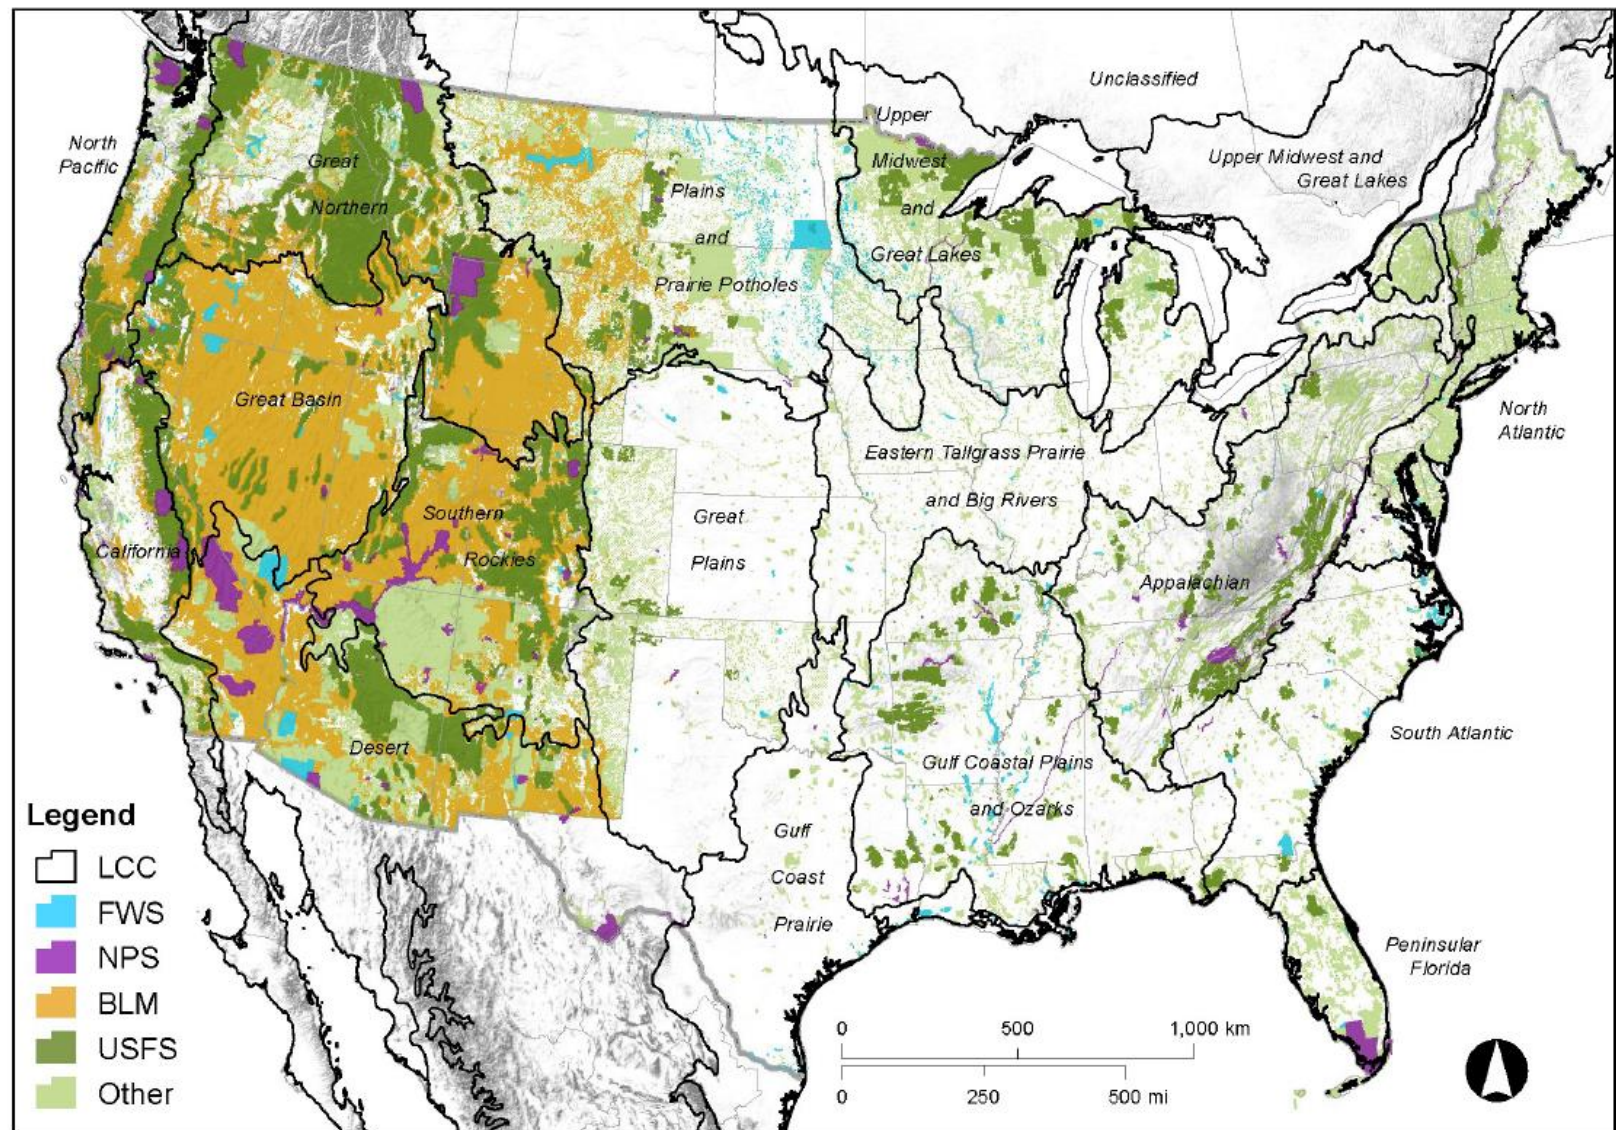 Unclassified
Upper
North
Pacific
Great
Midwest
Upper Midwest and
Great Lakes
Plains
Northern
and
and
Great Lakes
Prairie Potholes
Great Basin
North
Atlantic
Eastern Tallgrass Prairie
and Big Rivers
Southern
Great
California
Rockies
Plains
Appalachian
South Atlantic
Desert
Gulf Coastal Plains
and Ozarks
Gulf
Coast
Prairie
Peninsular
Florida
Legend
LCC
FWS
NPS
BLM
USFS
Other
0 500 1,000 km
0 250 500 mi